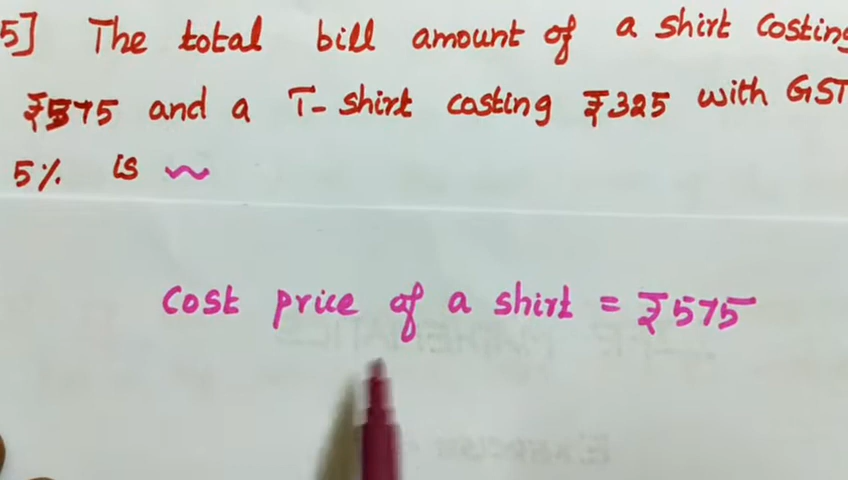 5] The total bill amount of a shirt costing
₹575 and a T-shirt costing ₹325 with GST
5% is ~
Cost price of a shirt = ₹575